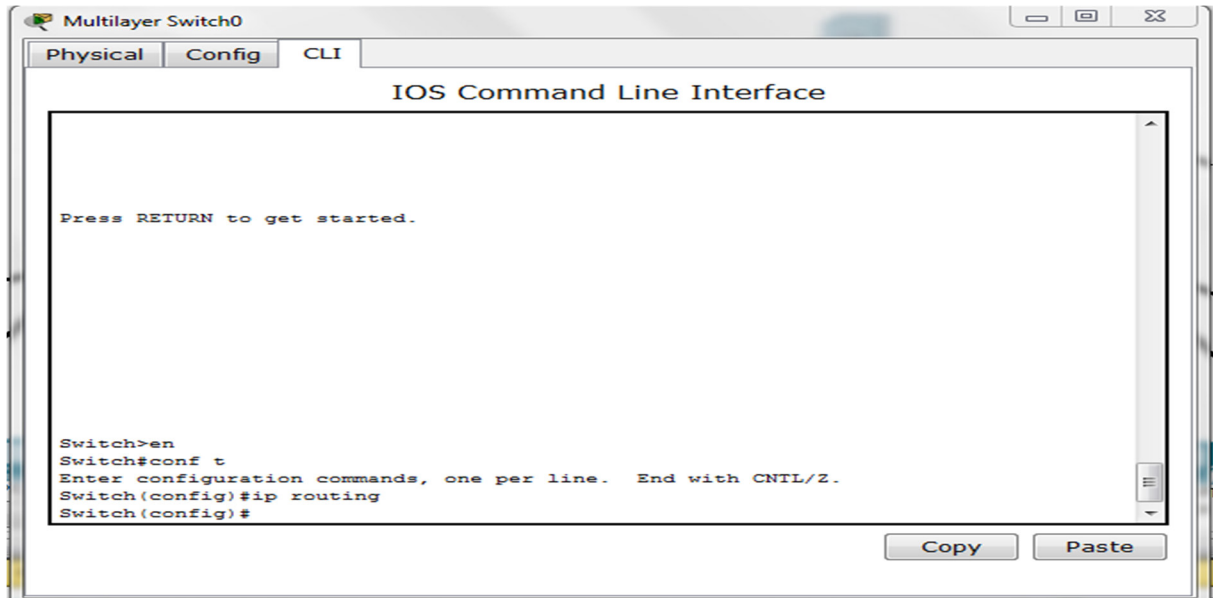 Multilayer Switch0
Physical Config CLI
IOS Command Line Interface
Press RETURN to get started.
Switch>en
Switch#conf t
Enter configuration commands, one per line.  End with CNTL/Z.
Switch(config)#ip routing
Switch(config)#
Copy Paste